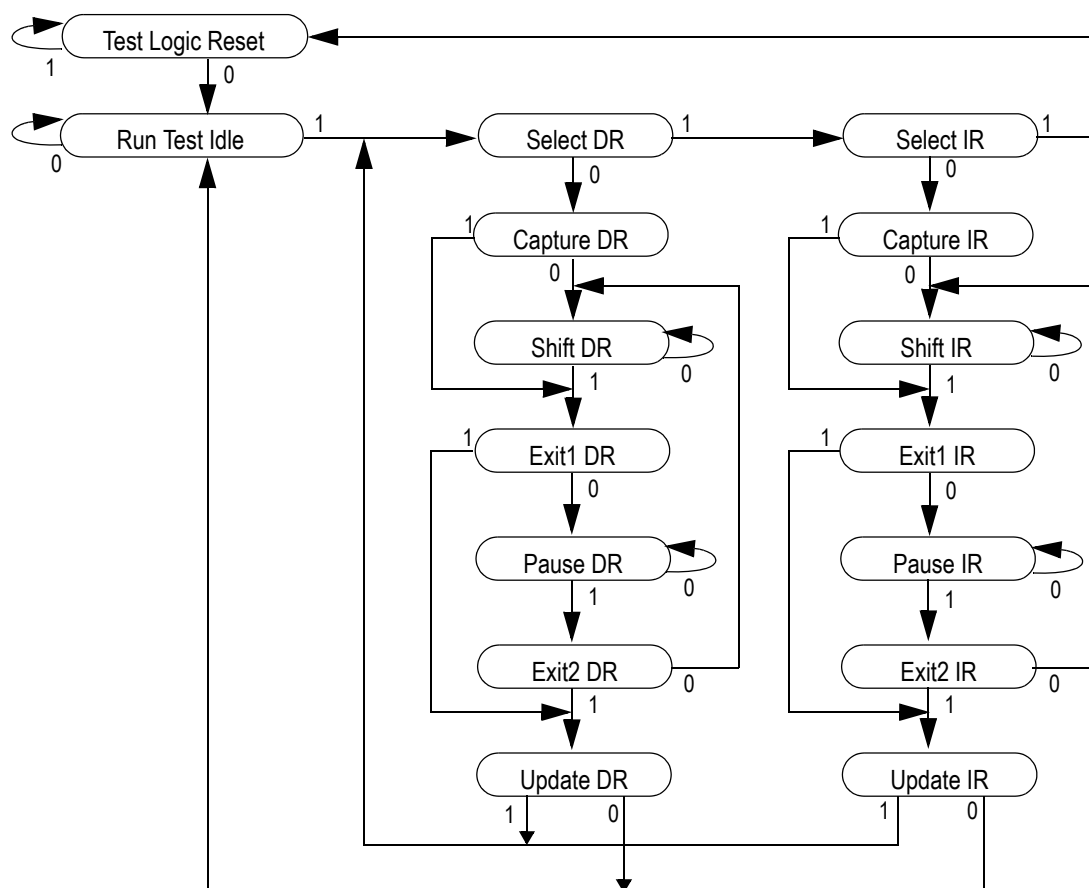 Test Logic Reset
1
0
Run Test Idle
1
0
Select DR
1
0
Select IR
1
0
1
Capture DR
0
1
Capture IR
0
Shift DR
0
1
Shift IR
0
1
1
Exit1 DR
0
1
Exit1 IR
0
Pause DR
0
1
Pause IR
0
1
Exit2 DR
0
1
Exit2 IR
0
1
Update DR
1
0
Update IR
1
0